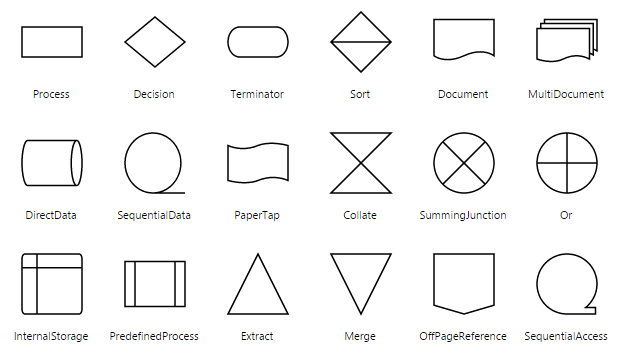 Process
Decision
Terminator
Sort
Document
MultiDocument
DirectData
SequentialData
PaperTap
Collate
SummingJunction
Or
InternalStorage
PredefinedProcess
Extract
Merge
OffPageReference
SequentialAccess